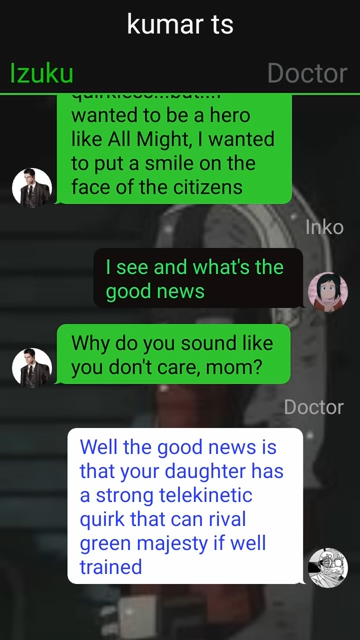 kumar ts
Izuku
Doctor
quirkless...but....I
wanted to be a hero
like All Might, I wanted
to put a smile on the
face of the citizens
Inko
I see and what's the
good news
Why do you sound like
you don't care, mom?
Doctor
Well the good news is
that your daughter has
a strong telekinetic
quirk that can rival
green majesty if well
trained